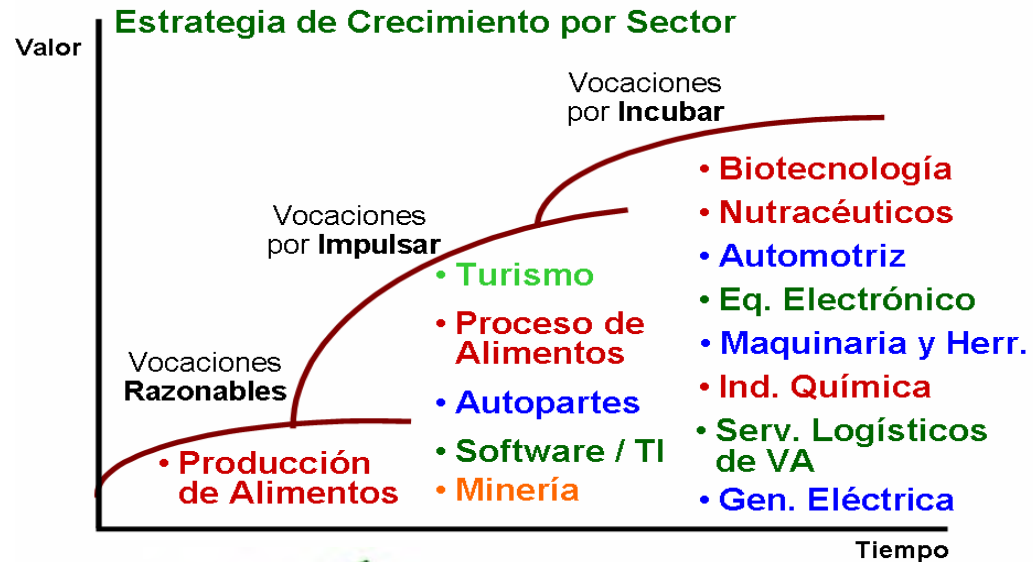 Estrategia de Crecimiento por Sector
Valor
Vocaciones
por Incubar
Vocaciones
por Impulsar
Vocaciones
Razonables
• Producción
de Alimentos
• Turismo
• Proceso de
Alimentos
• Autopartes
• Software / TI
• Minería
• Biotecnología
• Nutracéuticos
• Automotriz
• Eq. Electrónico
• Maquinaria y Herr.
• Ind. Química
• Serv. Logísticos
de VA
• Gen. Eléctrica
Tiempo